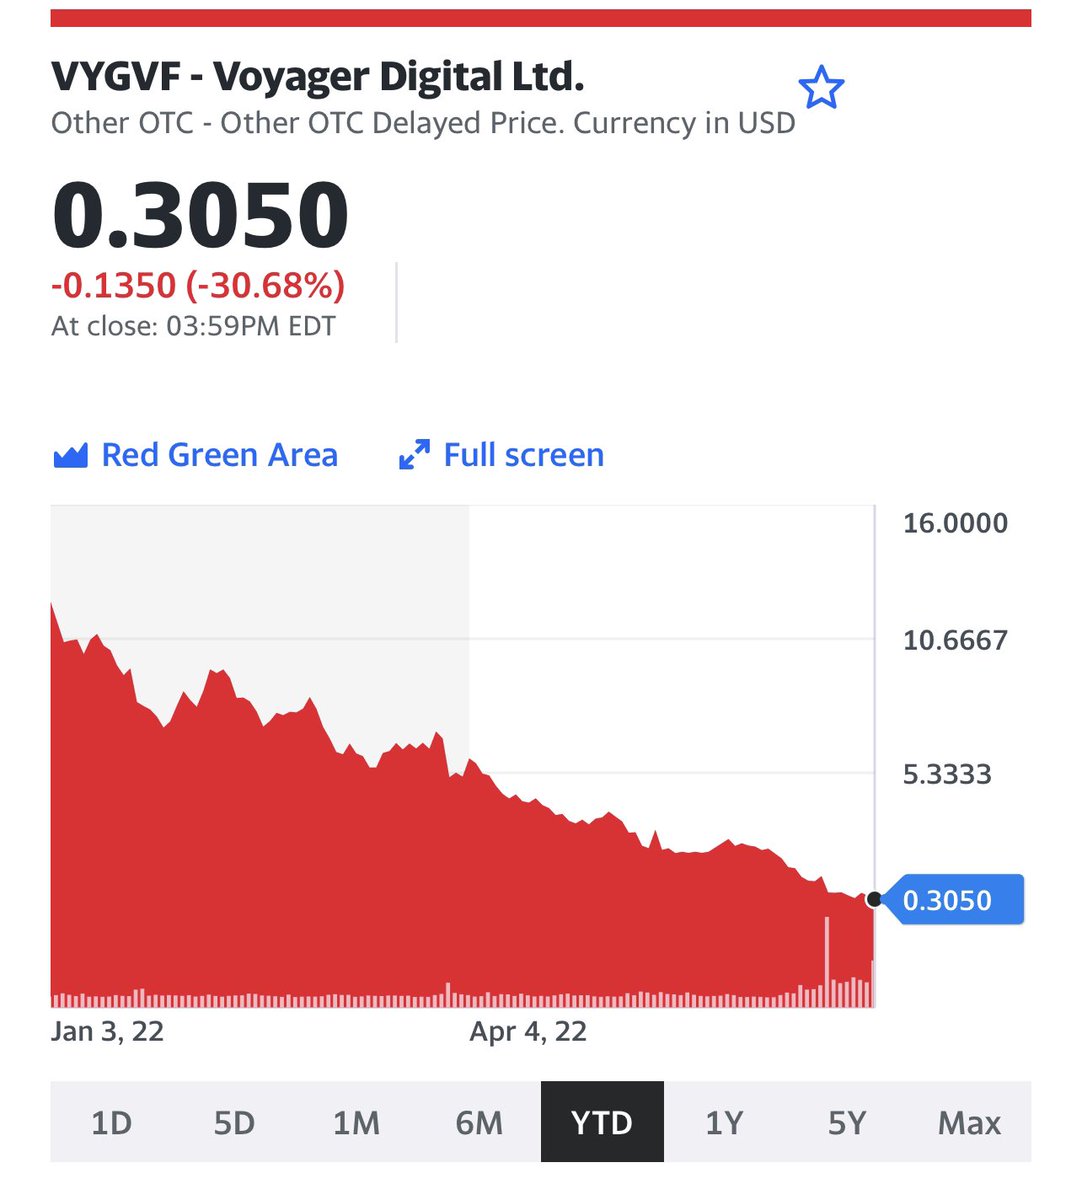 VYGVF - Voyager Digital Ltd.
Other OTC - Other OTC Delayed Price. Currency in USD
0.3050
-0.1350 (-30.68%)
At close: 03:59PM EDT
Red Green Area Full screen
16.0000
10.6667
5.3333
0.3050
Jan 3, 22 Apr 4, 22
1D 5D 1M 6M YTD 1Y 5Y Max